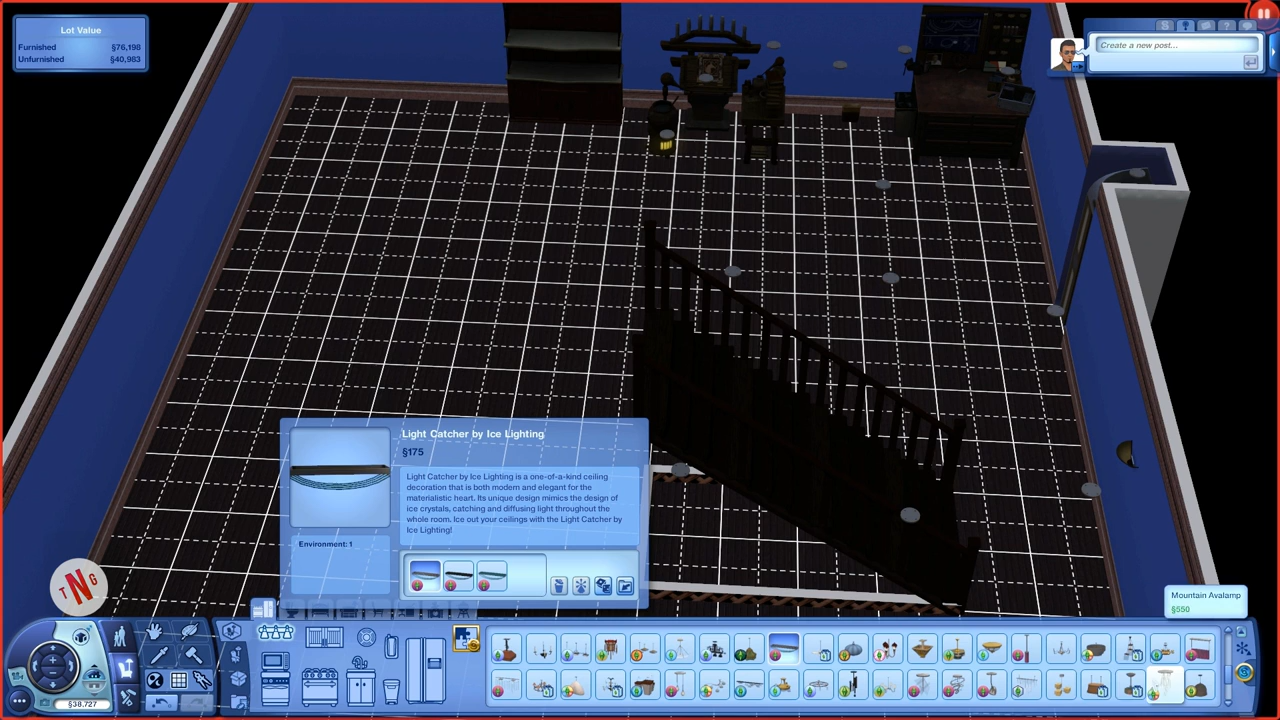 Lot Value
Furnished §76,198
Unfurnished §40,983
Create a new post...
Light Catcher by Ice Lighting
§175
Light Catcher by Ice Lighting is a one-of-a-kind ceiling
decoration that is both modern and elegant for the
materialistic heart. Its unique design mimics the design of
ice crystals, catching and diffusing light throughout the
whole room. Ice out your ceilings with the Light Catcher by
Ice Lighting!
Environment: 1
TNG
Mountain Avalamp
§550
§38,727